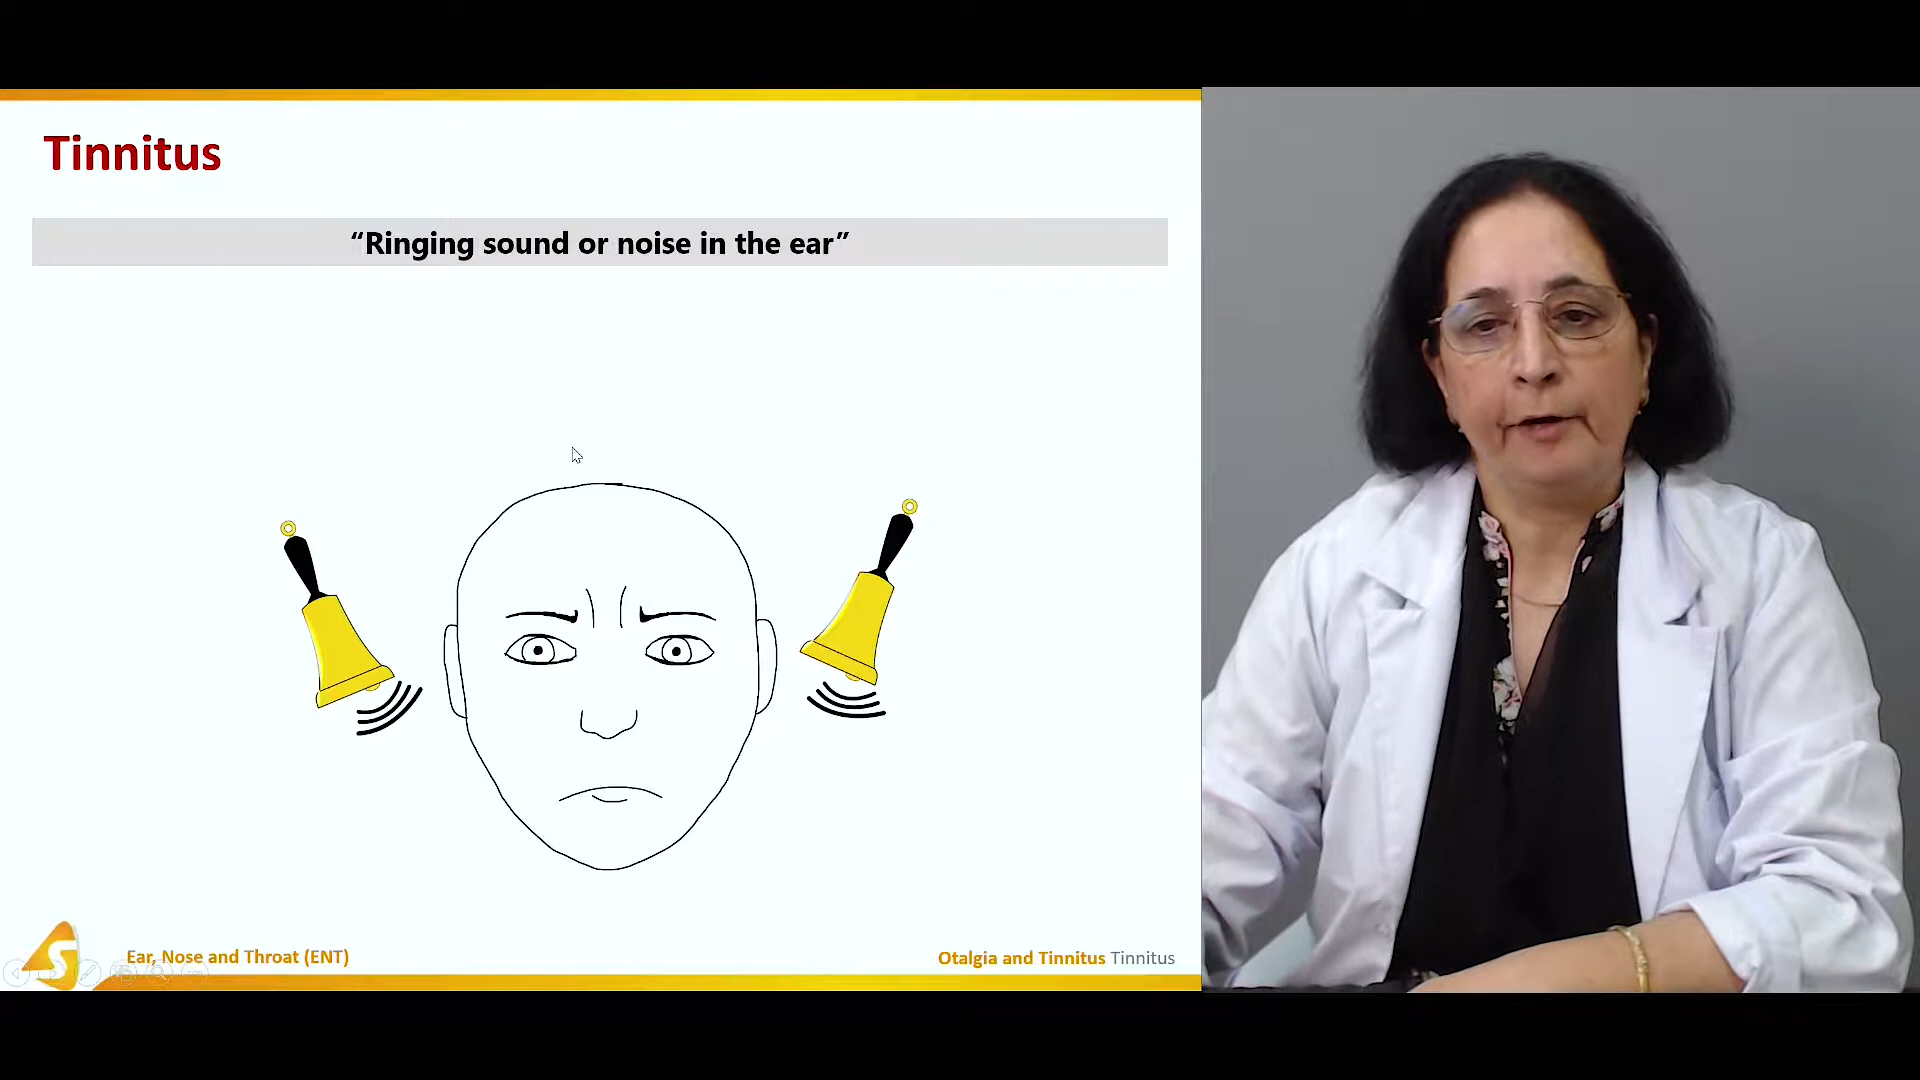 Tinnitus
“Ringing sound or noise in the ear”
S
Ear, Nose and Throat (ENT)
Otalgia and Tinnitus Tinnitus